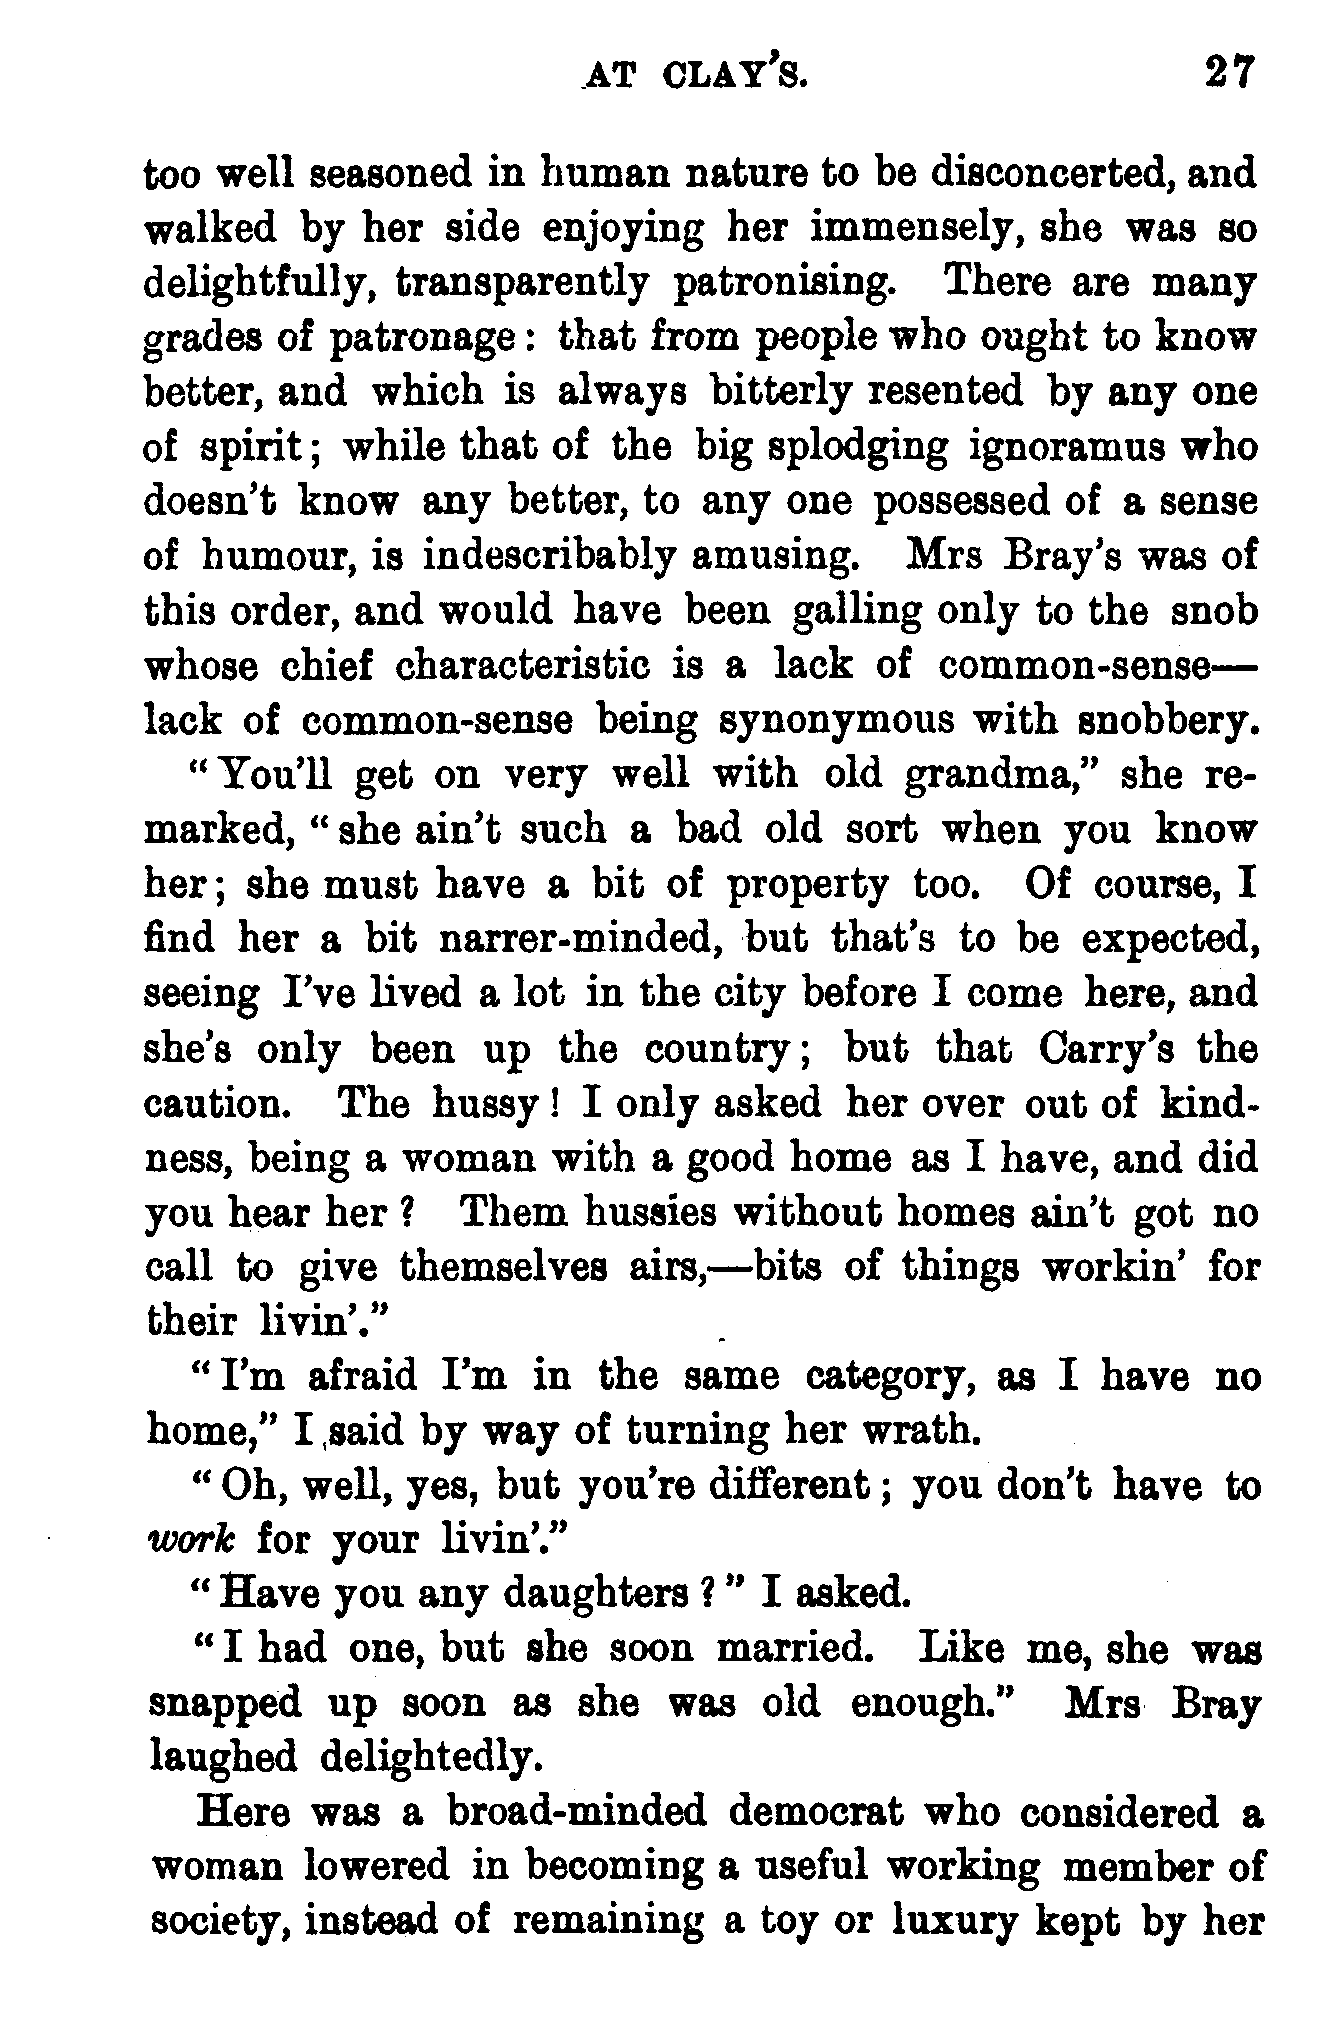 AT CLAY'S. 27
too well seasoned in human nature to be disconcerted, and
walked by her side enjoying her immensely, she was so
delightfully, transparently patronising. There are many
grades of patronage: that from people who ought to know
better, and which is always bitterly resented by any one
of spirit; while that of the big splodging ignoramus who
doesn't know any better, to any one possessed of a sense
of humour, is indescribably amusing. Mrs Bray's was of
this order, and would have been galling only to the snob
whose chief characteristic is a lack of common-sense—
lack of common-sense being synonymous with snobbery.
"You'll get on very well with old grandma," she re-
marked, "she ain't such a bad old sort when you know
her; she must have a bit of property too. Of course, I
find her a bit narrer-minded, but that's to be expected,
seeing I've lived a lot in the city before I come here, and
she's only been up the country; but that Carry's the
caution. The hussy! I only asked her over out of kind-
ness, being a woman with a good home as I have, and did
you hear her? Them hussies without homes ain't got no
call to give themselves airs,—bits of things workin' for
their livin'."
"I'm afraid I'm in the same category, as I have no
home," I said by way of turning her wrath.
"Oh, well, yes, but you're different; you don't have to
work for your livin'."
"Have you any daughters?" I asked.
"I had one, but she soon married. Like me, she was
snapped up soon as she was old enough." Mrs Bray
laughed delightedly.
Here was a broad-minded democrat who considered a
woman lowered in becoming a useful working member of
society, instead of remaining a toy or luxury kept by her